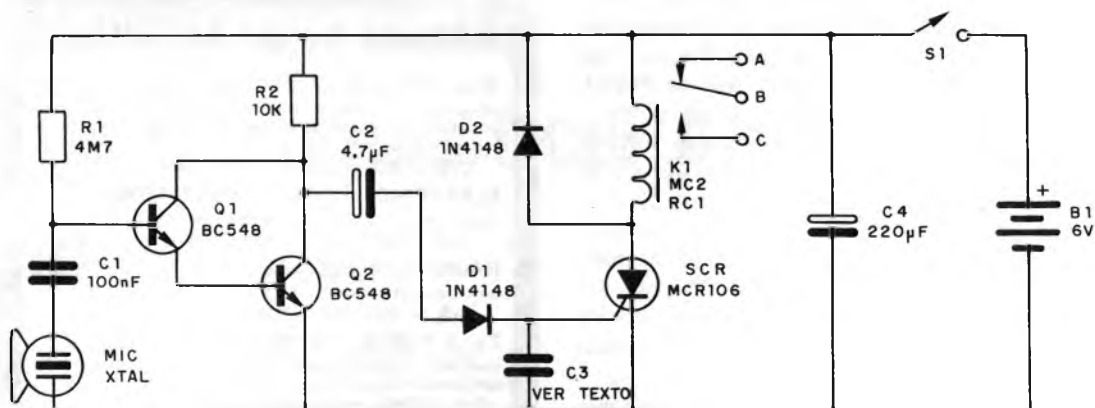 R1
4M7
C1
100nF
MIC
XTAL
Q1
BC548
R2
10K
C2
4,7µF
Q2
BC548
D1
1N4148
D2
1N4148
C3
VER TEXTO
K1
MC2
RC1
A
B
C
SCR
MCR106
C4
220µF
S1
+
B1
6V